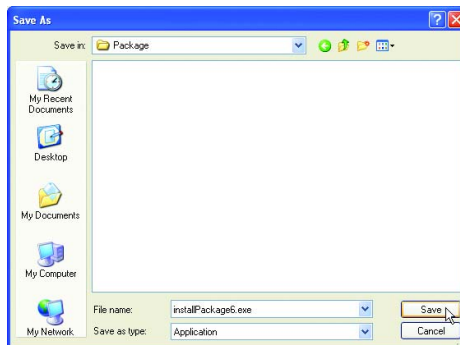 Save As
Save in: Package
My Recent
Documents
Desktop
My Documents
My Computer
My Network
File name: installPackage6.exe Save
Save as type: Application Cancel